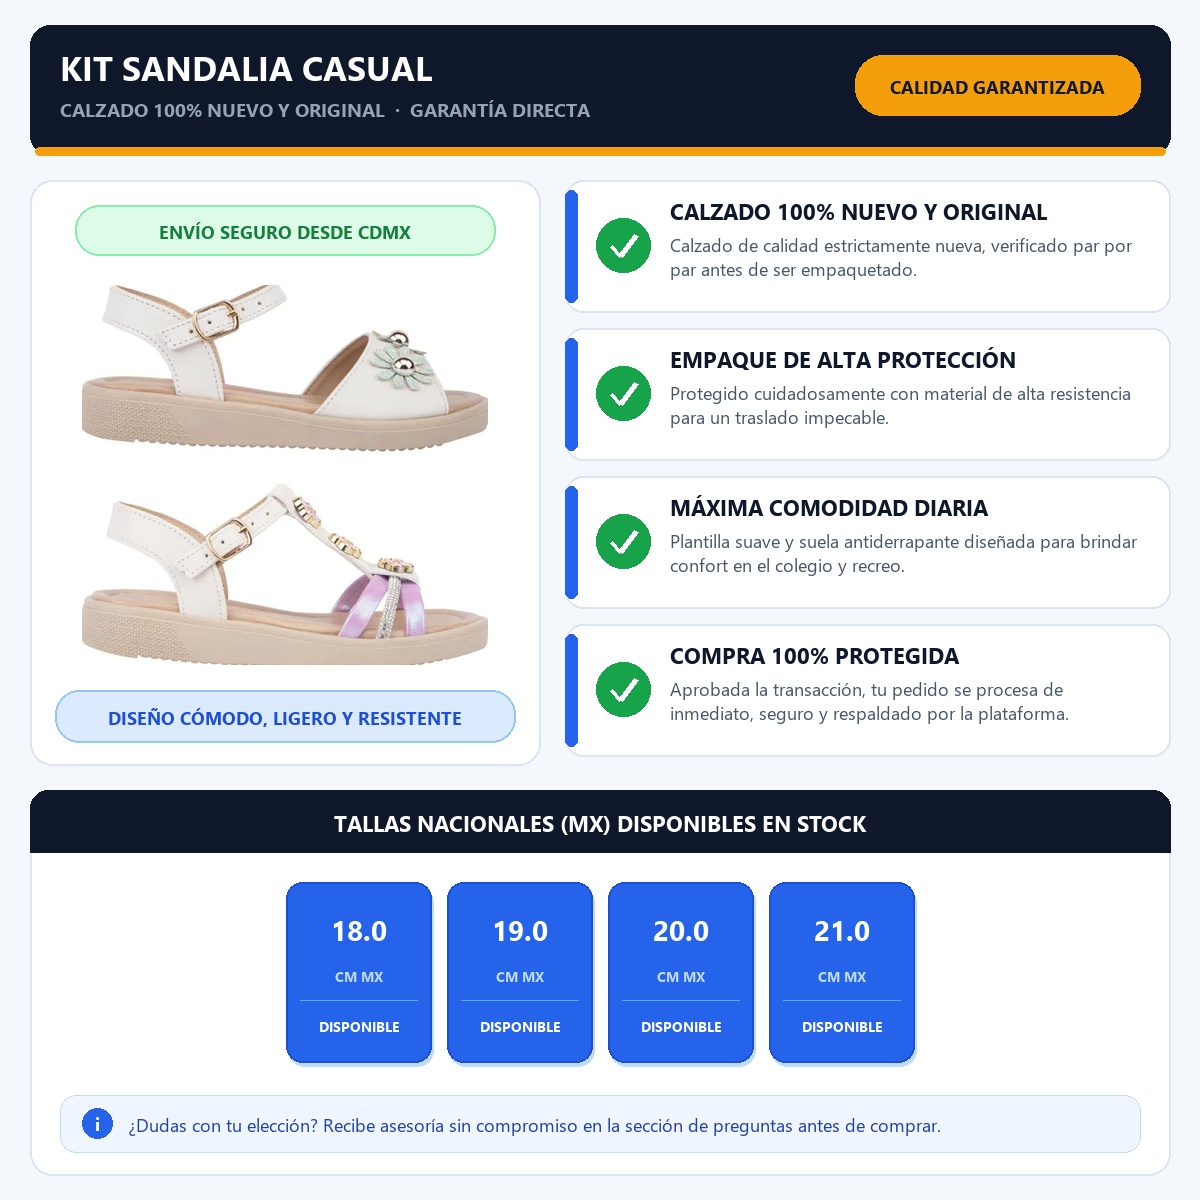 KIT SANDALIA CASUAL
CALZADO 100% NUEVO Y ORIGINAL · GARANTÍA DIRECTA
CALIDAD GARANTIZADA
ENVÍO SEGURO DESDE CDMX
DISEÑO CÓMODO, LIGERO Y RESISTENTE
CALZADO 100% NUEVO Y ORIGINAL
Calzado de calidad estrictamente nueva, verificado par por
par antes de ser empaquetado.
EMPAQUE DE ALTA PROTECCIÓN
Protegido cuidadosamente con material de alta resistencia
para un traslado impecable.
MÁXIMA COMODIDAD DIARIA
Plantilla suave y suela antiderrapante diseñada para brindar
confort en el colegio y recreo.
COMPRA 100% PROTEGIDA
Aprobada la transacción, tu pedido se procesa de
inmediato, seguro y respaldado por la plataforma.
TALLAS NACIONALES (MX) DISPONIBLES EN STOCK
18.0
CM MX
DISPONIBLE
19.0
CM MX
DISPONIBLE
20.0
CM MX
DISPONIBLE
21.0
CM MX
DISPONIBLE
¿Dudas con tu elección? Recibe asesoría sin compromiso en la sección de preguntas antes de comprar.